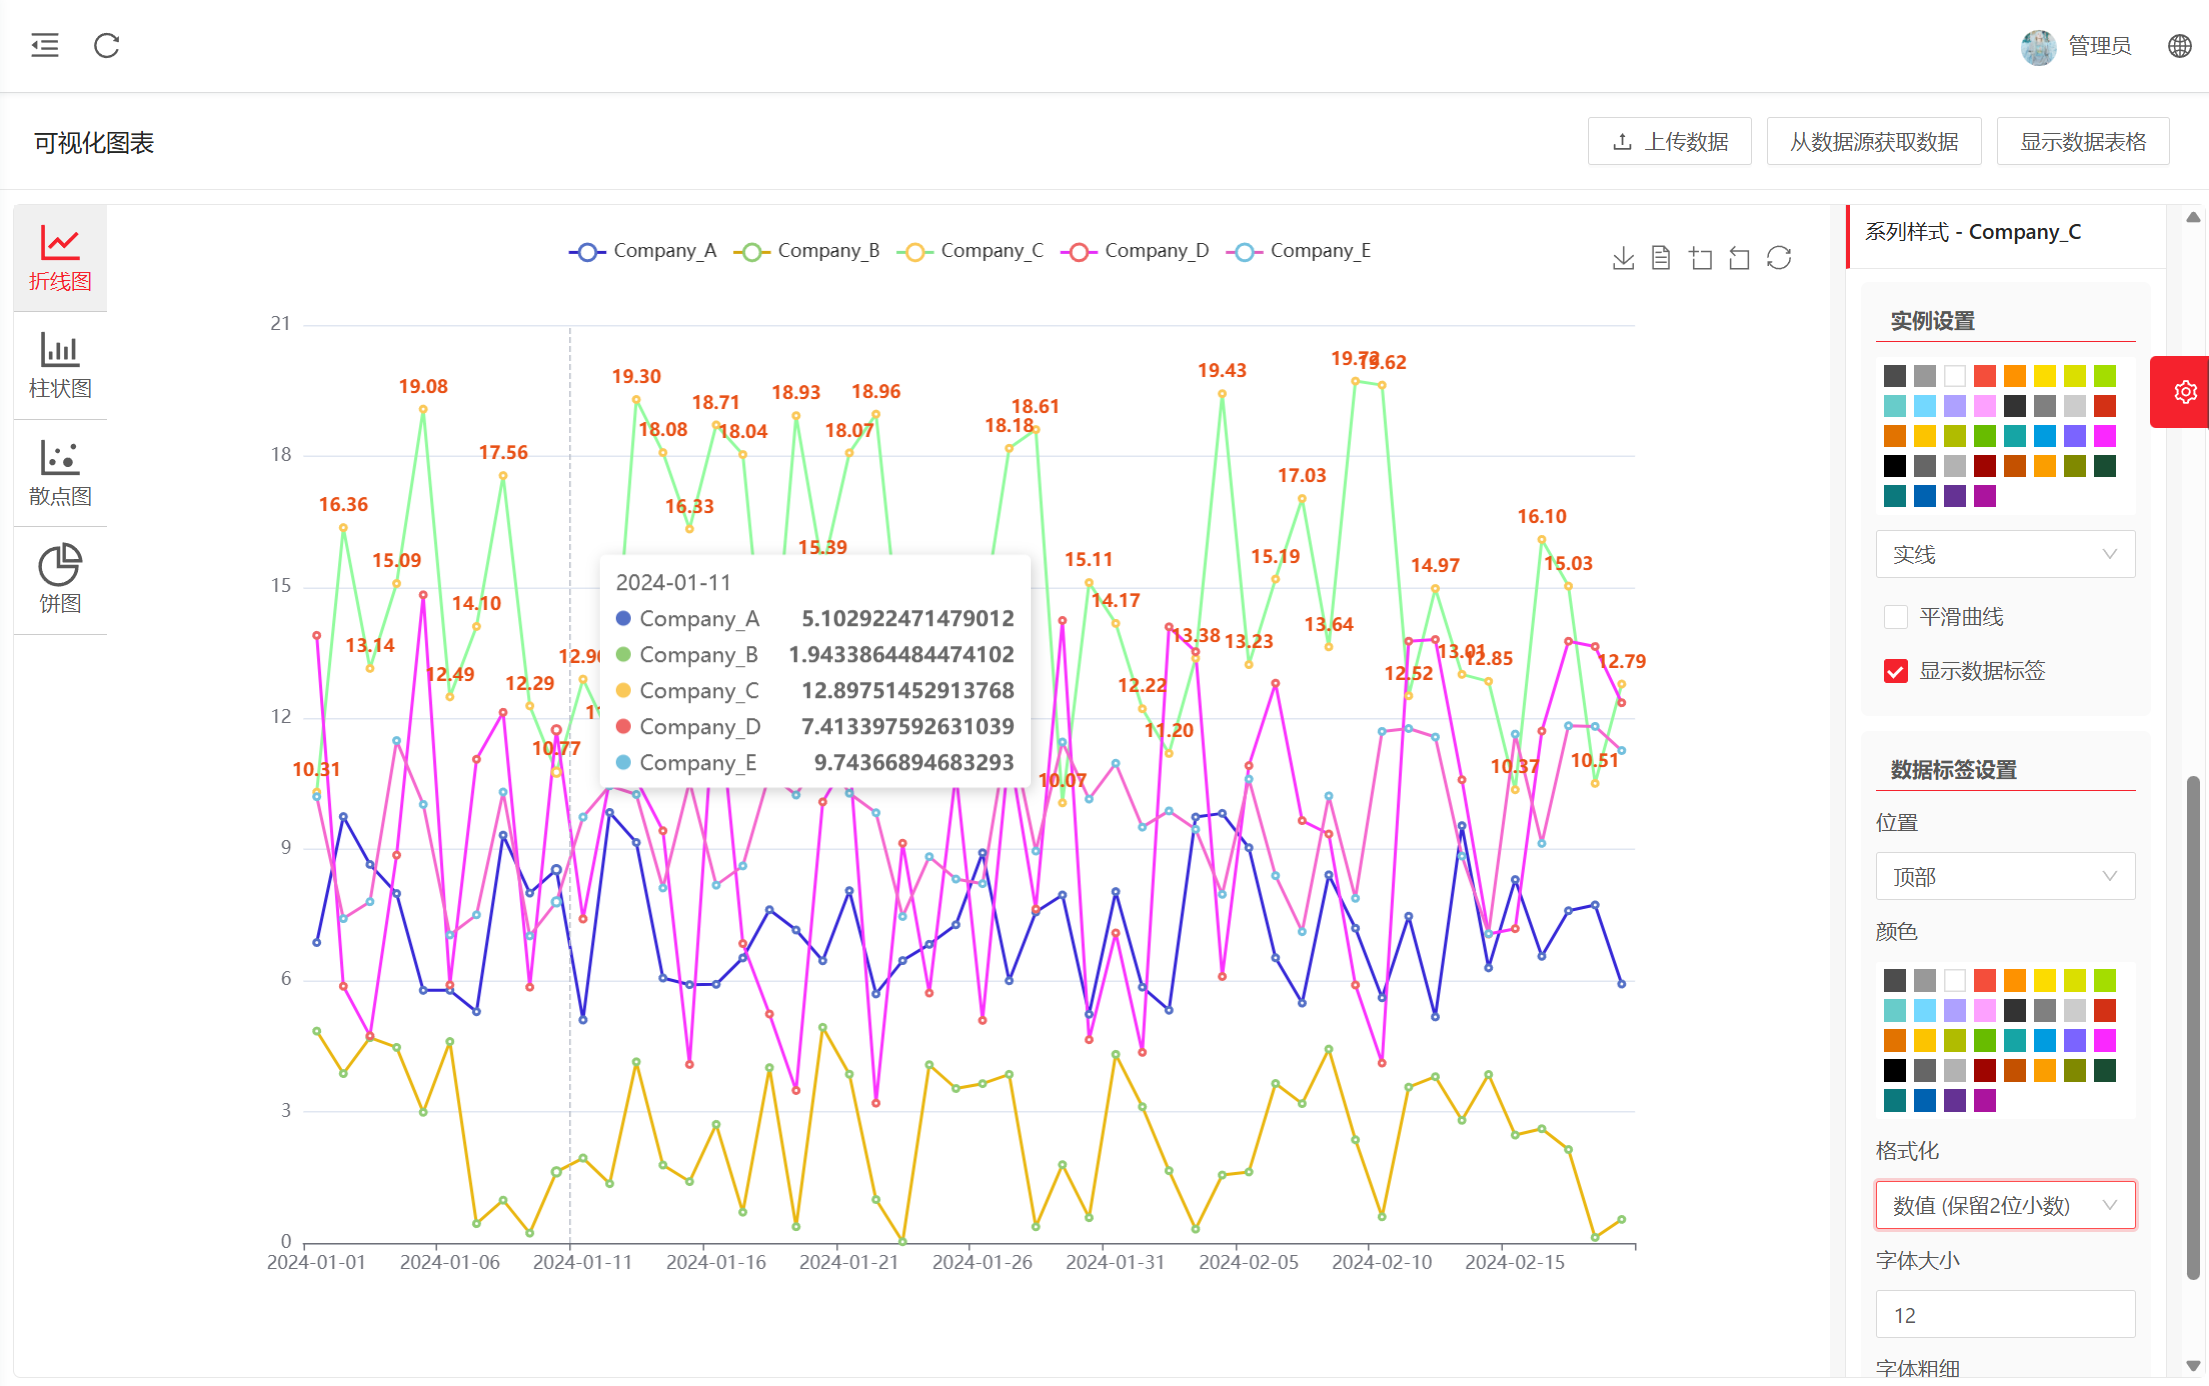 管理员
可视化图表
上传数据
从数据源获取数据
显示数据表格
折线图
柱状图
散点图
饼图
Company_A
Company_B
Company_C
Company_D
Company_E
21
18
15
12
9
6
3
0
2024-01-01
2024-01-06
2024-01-11
2024-01-16
2024-01-21
2024-01-26
2024-01-31
2024-02-05
2024-02-10
2024-02-15
10.31
16.36
13.14
15.09
19.08
12.49
14.10
17.56
12.29
10.77
19.30
18.08
16.33
18.71
18.04
18.93
15.39
18.07
18.96
18.18
18.61
10.07
15.11
14.17
12.22
11.20
13.38
19.43
13.23
15.19
17.03
13.64
19.72
19.62
12.52
14.97
13.01
12.85
10.37
16.10
15.03
10.51
12.79
2024-01-11
Company_A 5.102922471479012
Company_B 1.9433864484474102
Company_C 12.89751452913768
Company_D 7.413397592631039
Company_E 9.74366894683293
系列样式 - Company_C
实例设置
实线
平滑曲线
显示数据标签
数据标签设置
位置
顶部
颜色
格式化
数值 (保留2位小数)
字体大小
12
字体粗细